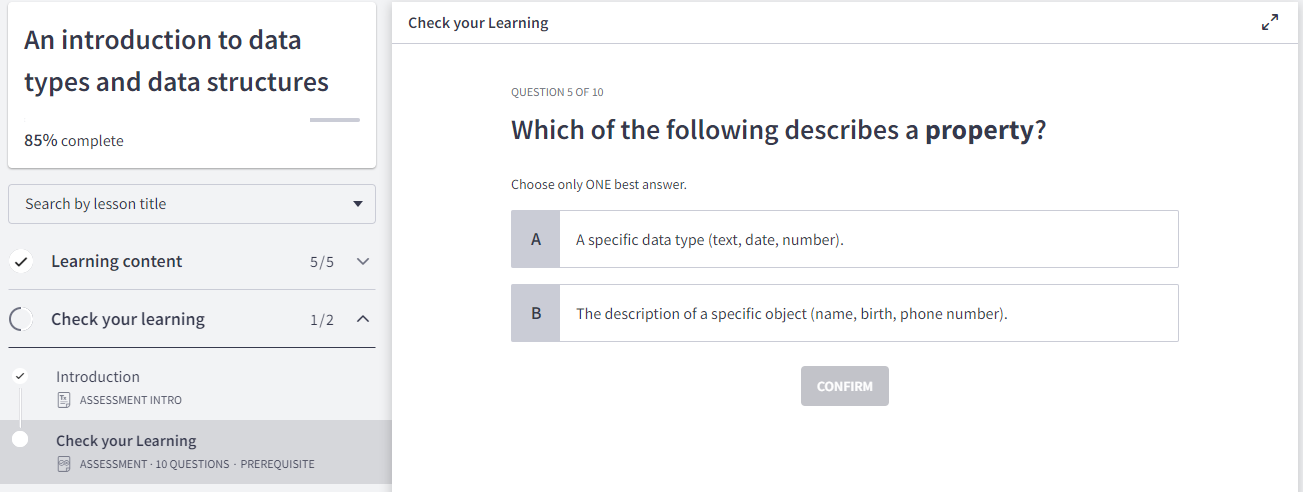 An introduction to data
types and data structures
85% complete
Search by lesson title
Learning content 5/5
Check your learning 1/2
Introduction
ASSESSMENT INTRO
Check your Learning
ASSESSMENT · 10 QUESTIONS · PREREQUISITE
Check your Learning
QUESTION 5 OF 10
Which of the following describes a property?
Choose only ONE best answer.
A A specific data type (text, date, number).
B The description of a specific object (name, birth, phone number).
CONFIRM